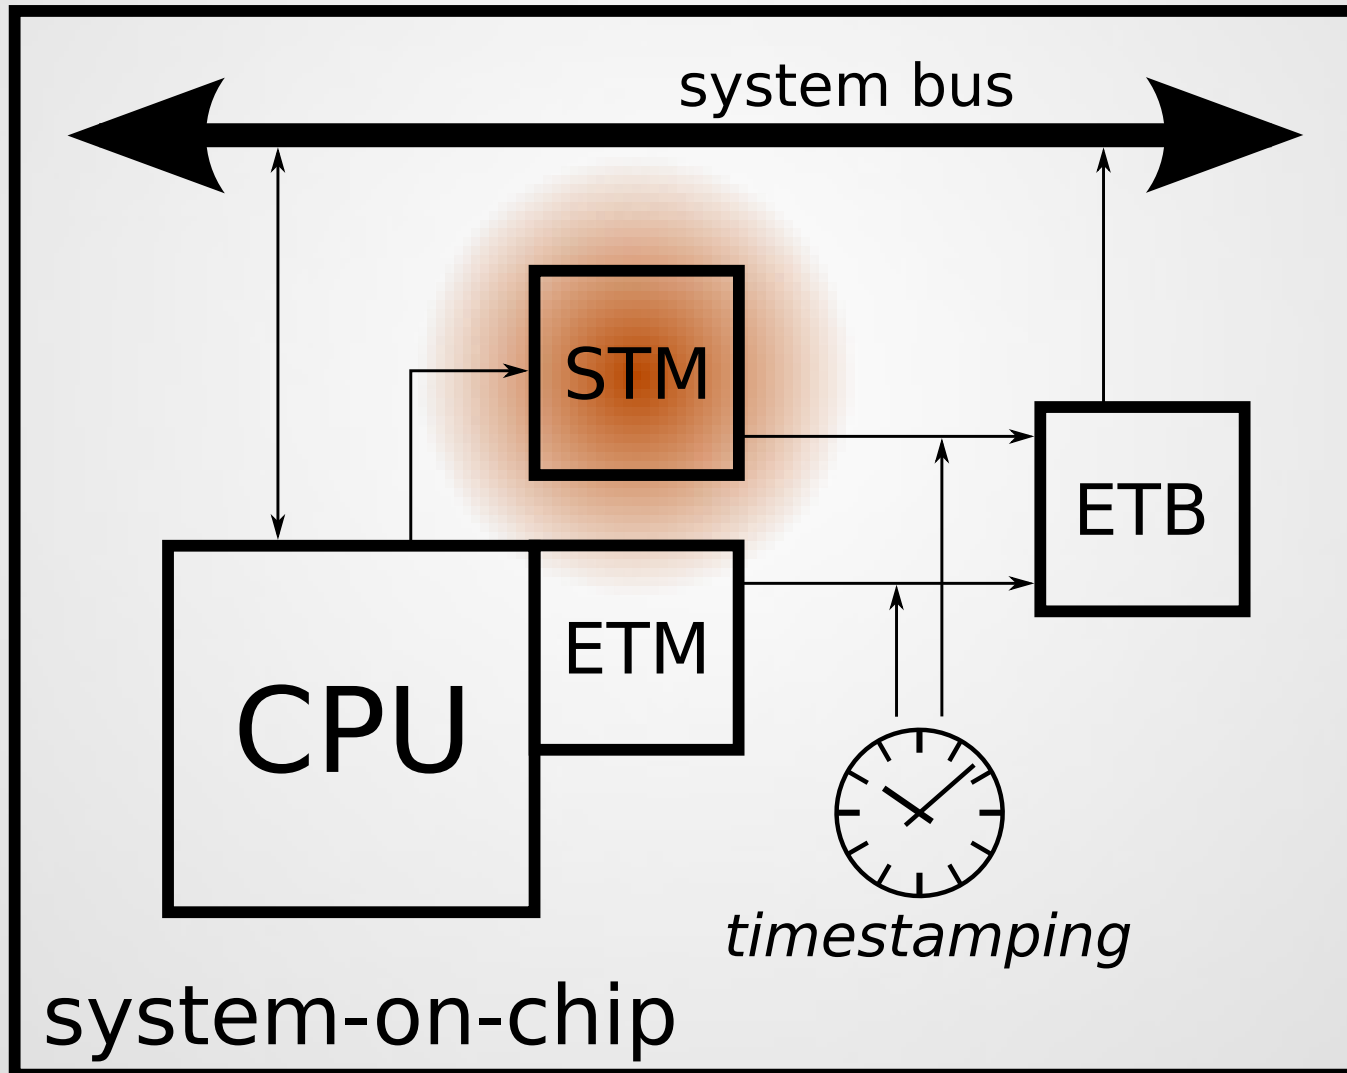 system bus
STM
ETB
ETM
CPU
timestamping
system-on-chip